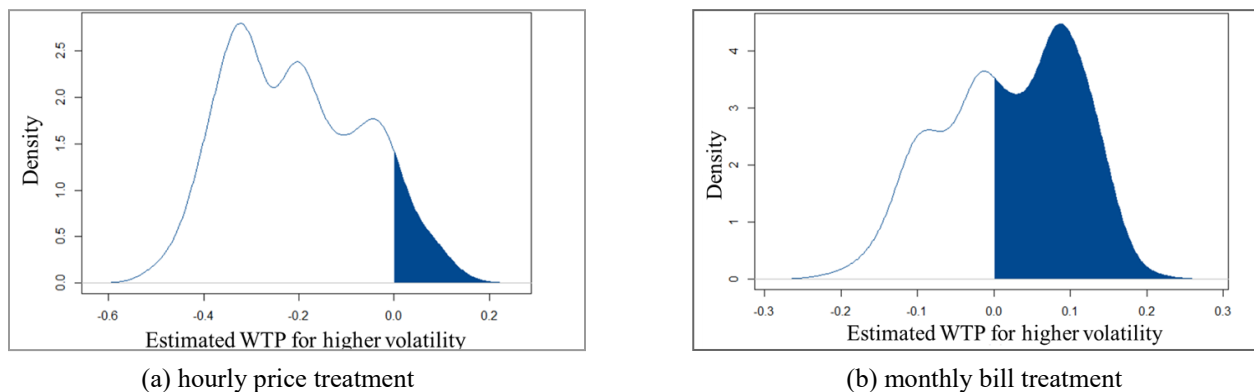 Density
2.5
2.0
1.5
1.0
0.5
0.0
-0.6 -0.4 -0.2 0.0 0.2
Estimated WTP for higher volatility
(a) hourly price treatment
Density
4
3
2
1
0
-0.3 -0.2 -0.1 0.0 0.1 0.2 0.3
Estimated WTP for higher volatility
(b) monthly bill treatment